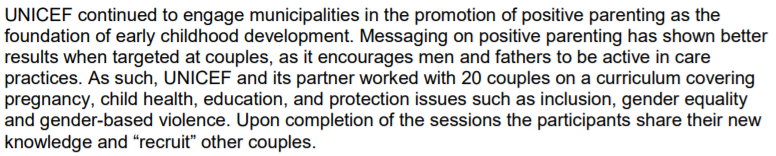 UNICEF continued to engage municipalities in the promotion of positive parenting as the
foundation of early childhood development. Messaging on positive parenting has shown better
results when targeted at couples, as it encourages men and fathers to be active in care
practices. As such, UNICEF and its partner worked with 20 couples on a curriculum covering
pregnancy, child health, education, and protection issues such as inclusion, gender equality
and gender-based violence. Upon completion of the sessions the participants share their new
knowledge and “recruit” other couples.